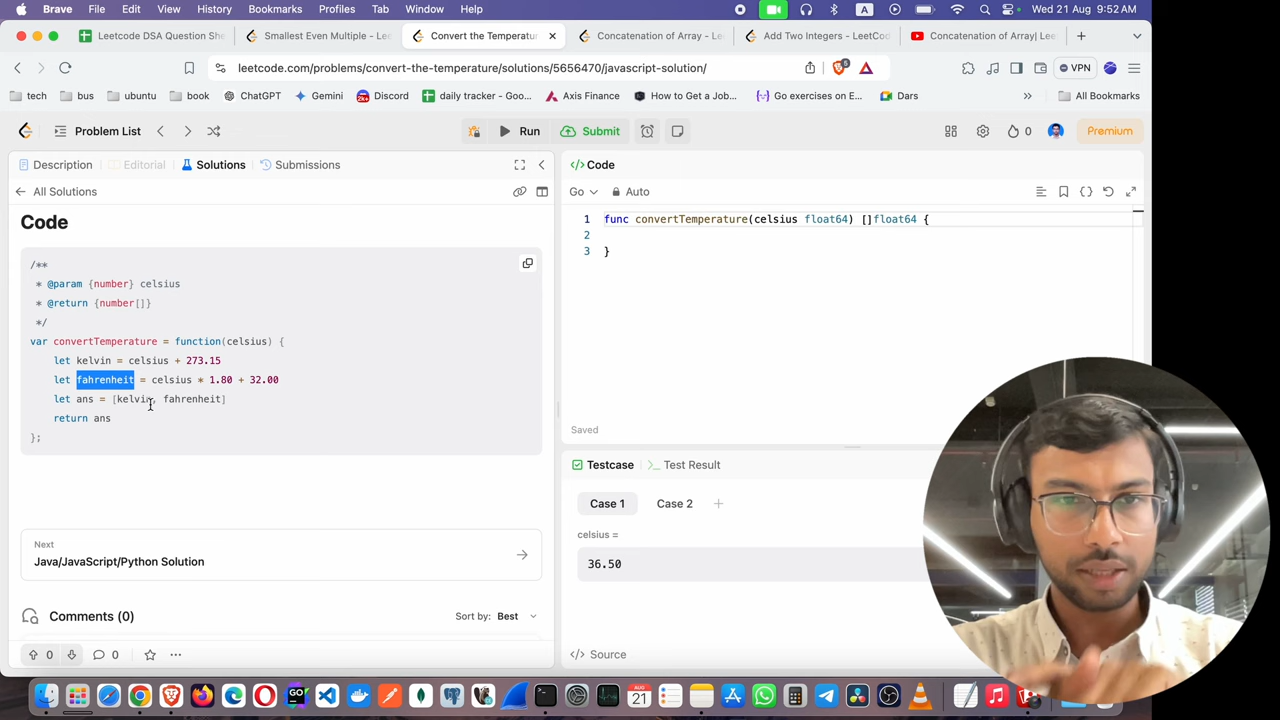 Brave File Edit View History Bookmarks Profiles Tab Window Help A Wed 21 Aug 9:52 AM
Leetcode DSA Question She Smallest Even Multiple - Lee Convert the Temperatur Concatenation of Array - Le Add Two Integers - LeetCod Concatenation of Array| Lee
leetcode.com/problems/convert-the-temperature/solutions/5656470/javascript-solution/ VPN
tech bus ubuntu book ChatGPT Gemini Discord daily tracker - Goo... Axis Finance How to Get a Job... Go exercises on E... Dars All Bookmarks
Problem List Run Submit 0 Premium
Description Editorial Solutions Submissions
All Solutions
Code
/**
* @param {number} celsius
* @return {number[]}
*/
var convertTemperature = function(celsius) {
let kelvin = celsius + 273.15
let fahrenheit = celsius * 1.80 + 32.00
let ans = [kelvin, fahrenheit]
return ans
};
Next
Java/JavaScript/Python Solution
Comments (0) Sort by: Best
0 0
</> Code
Go Auto
1 func convertTemperature(celsius float64) []float64 {
2
3 }
Saved
Testcase >_ Test Result
Case 1 Case 2 +
celsius =
36.50
</> Source